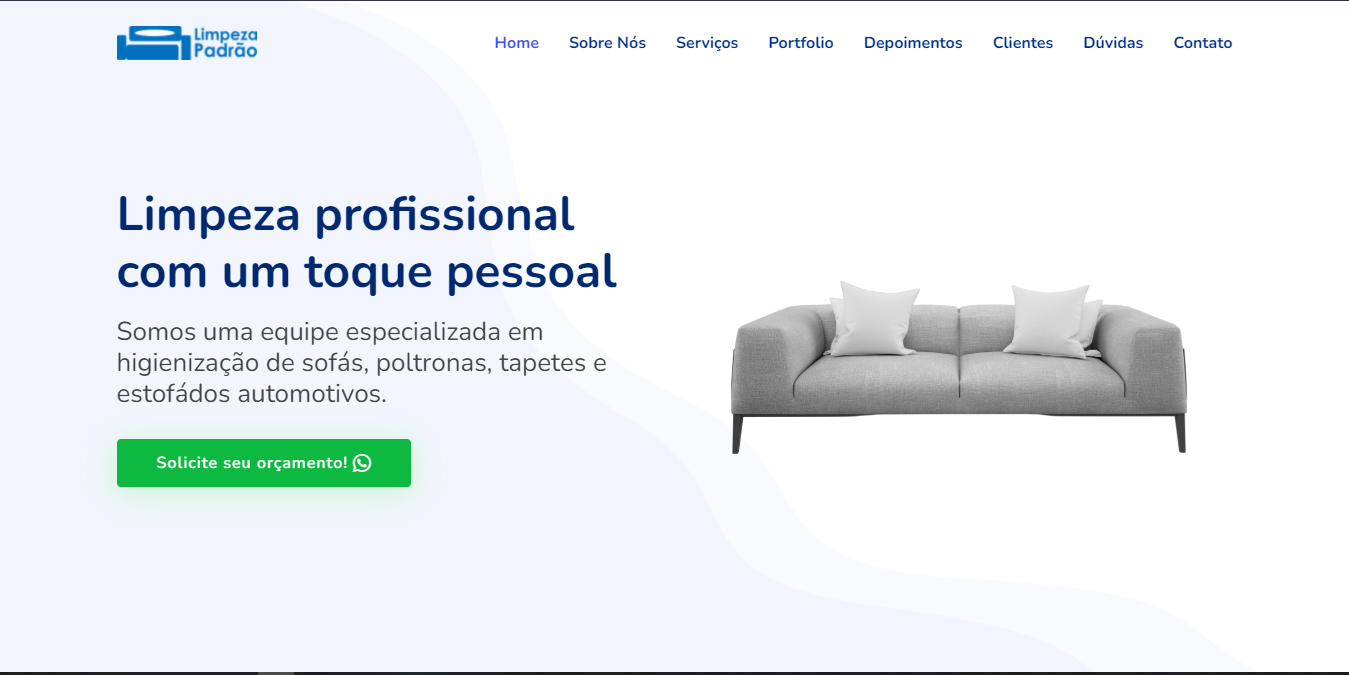 Limpeza
Padrão
Home Sobre Nós Serviços Portfolio Depoimentos Clientes Dúvidas Contato
Limpeza profissional
com um toque pessoal
Somos uma equipe especializada em
higienização de sofás, poltronas, tapetes e
estofádos automotivos.
Solicite seu orçamento!